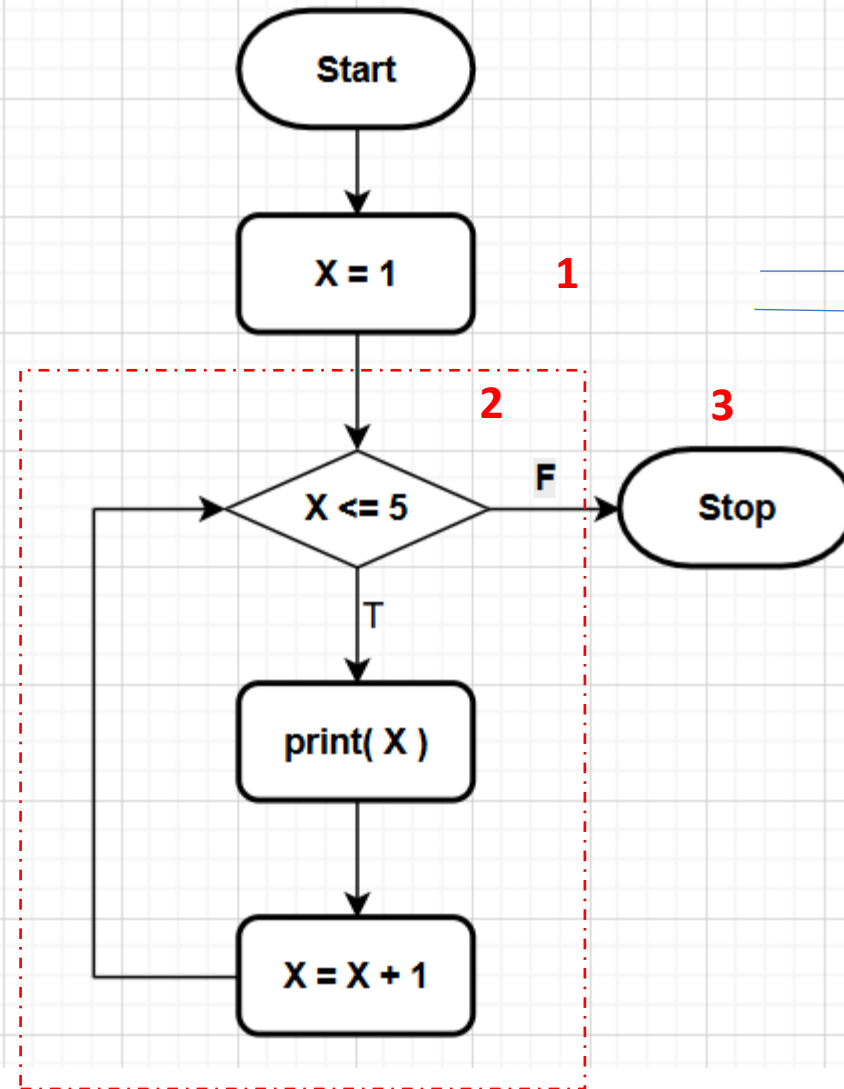 Start
X = 1
1
2
3
X <= 5
F
Stop
T
print( X )
X = X + 1